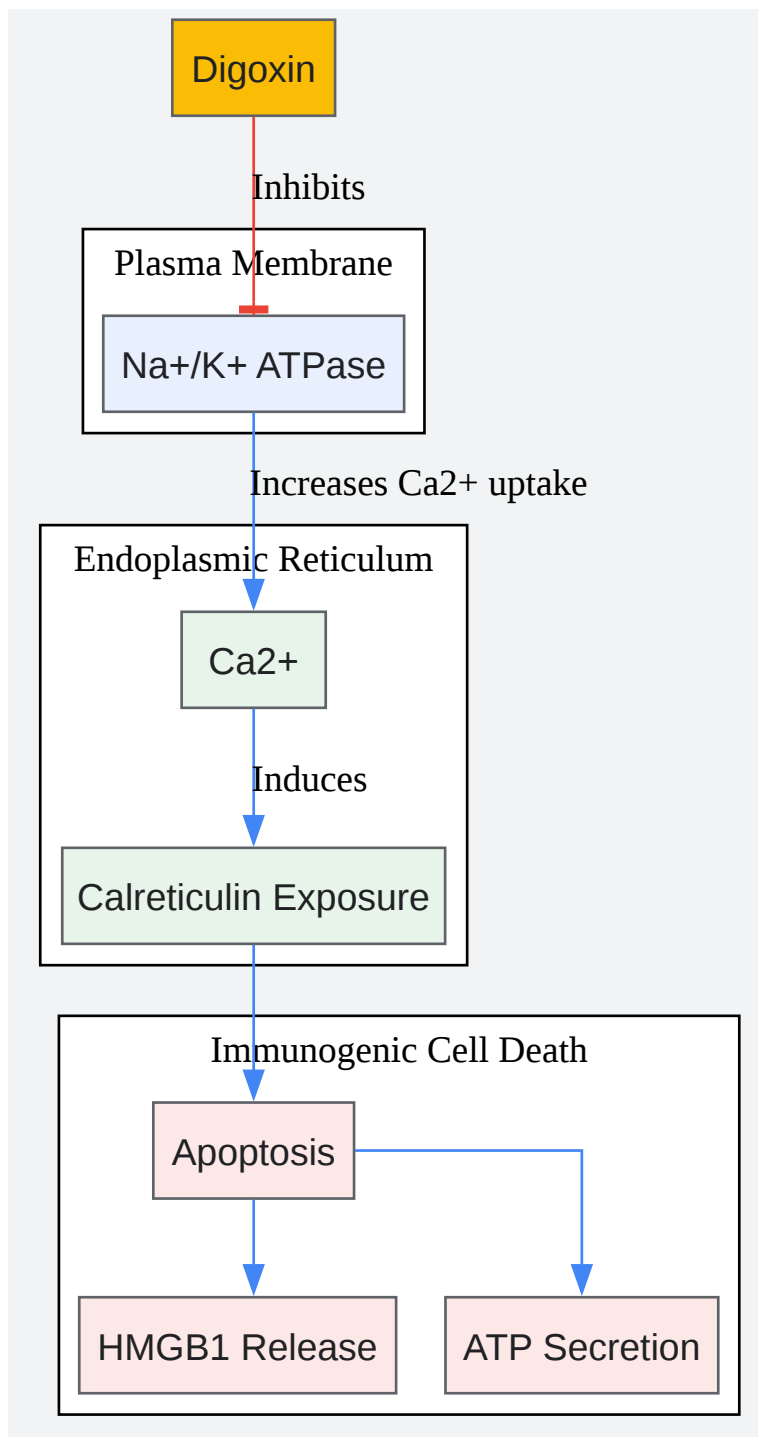 Digoxin
Inhibits
Plasma Membrane
Na+/K+ ATPase
Increases Ca2+ uptake
Endoplasmic Reticulum
Ca2+
Induces
Calreticulin Exposure
Immunogenic Cell Death
Apoptosis
HMGB1 Release
ATP Secretion